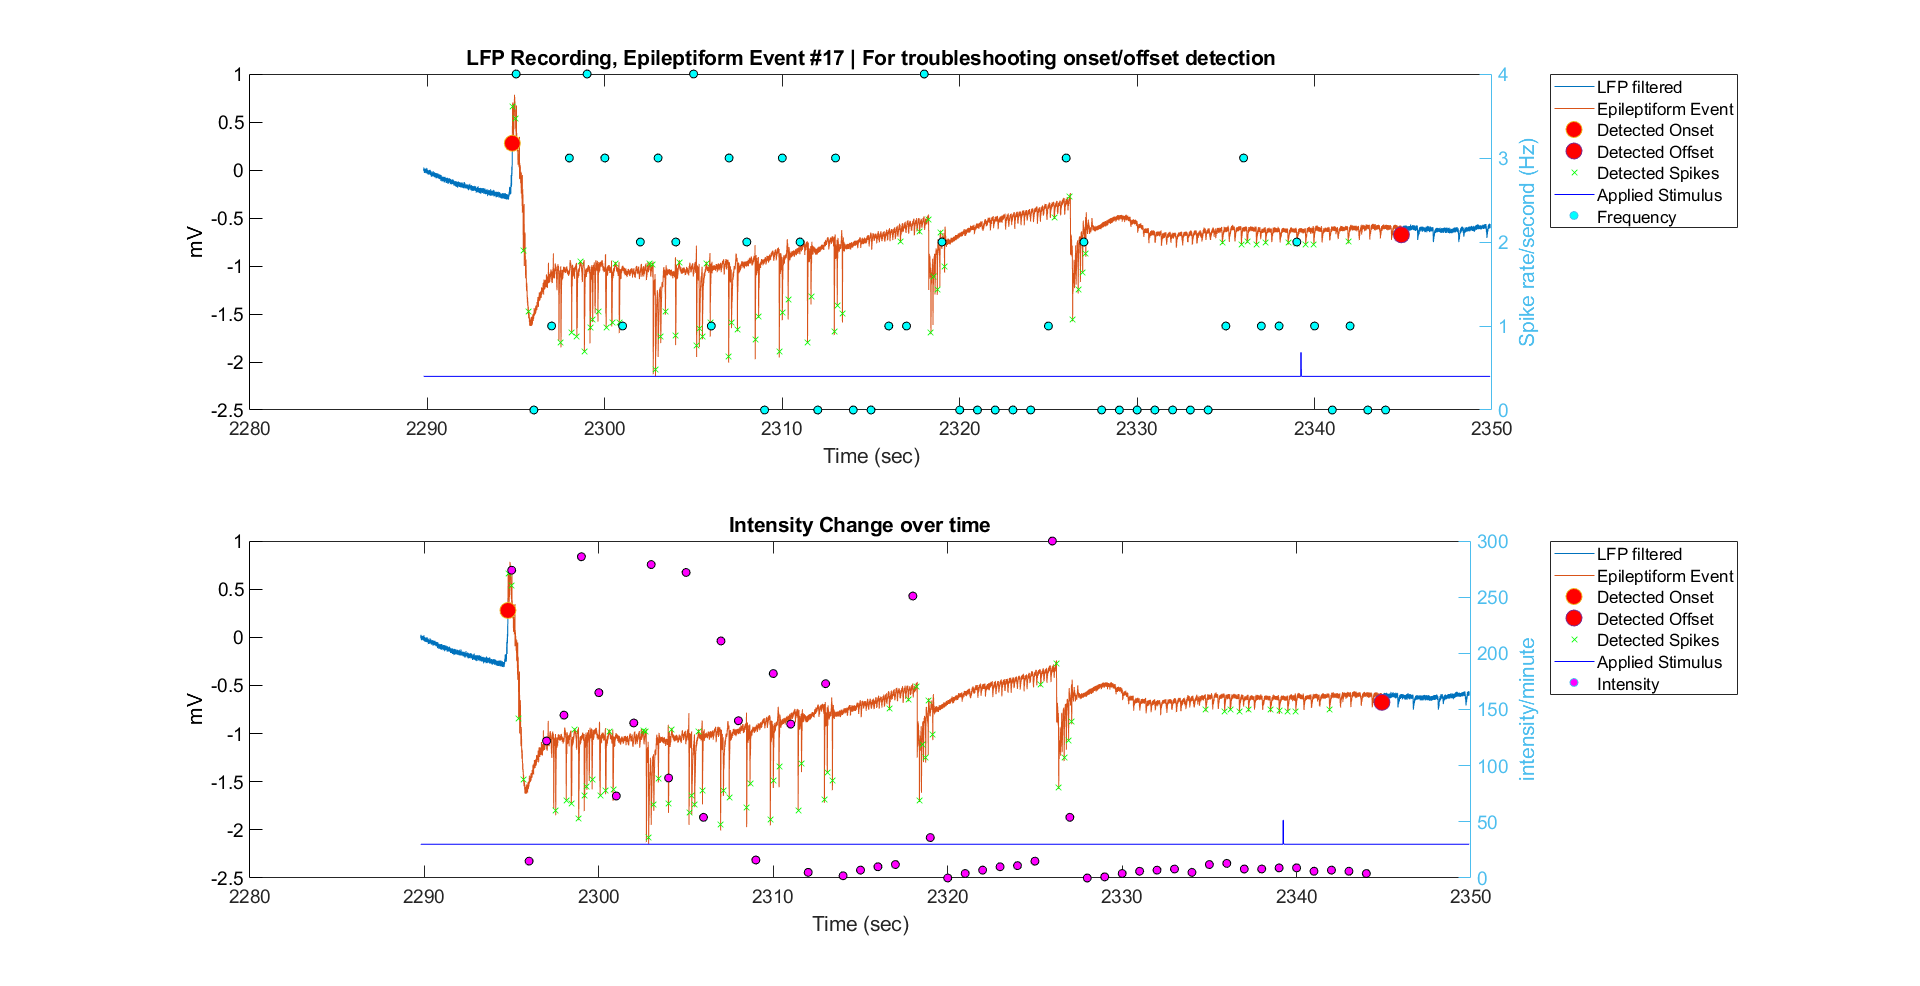 LFP Recording, Epileptiform Event #17 | For troubleshooting onset/offset detection
1
0.5
0
-0.5
-1
-1.5
-2
-2.5
mV
2280
2290
2300
2310
2320
2330
2340
2350
Time (sec)
4
3
2
1
0
Spike rate/second (Hz)
LFP filtered
Epileptiform Event
Detected Onset
Detected Offset
Detected Spikes
Applied Stimulus
Frequency
Intensity Change over time
1
0.5
0
-0.5
-1
-1.5
-2
-2.5
mV
2280
2290
2300
2310
2320
2330
2340
2350
Time (sec)
300
250
200
150
100
50
0
intensity/minute
LFP filtered
Epileptiform Event
Detected Onset
Detected Offset
Detected Spikes
Applied Stimulus
Intensity